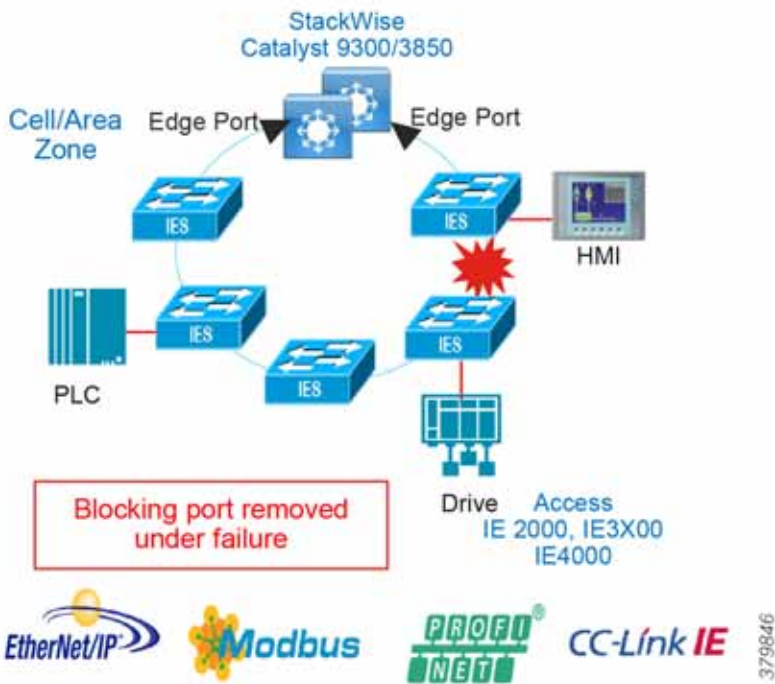 StackWise
Catalyst 9300/3850
Cell/Area
Zone
Edge Port
Edge Port
IES
IES
HMI
IES
IES
PLC
IES
Blocking port removed
under failure
Drive
Access
IE 2000, IE3X00
IE4000
EtherNet/IP
Modbus
PROFI
NET
®
CC-Link IE
379846